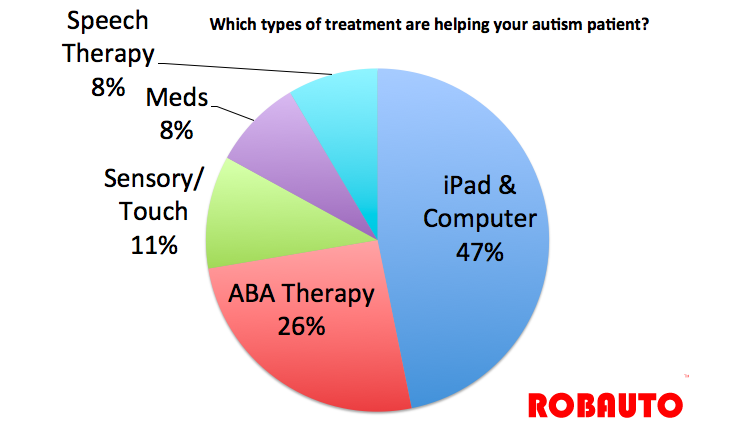 Which types of treatment are helping your autism patient?
Speech
Therapy
8%
Meds
8%
Sensory/
Touch
11%
iPad &
Computer
47%
ABA Therapy
26%
ROBAUTO